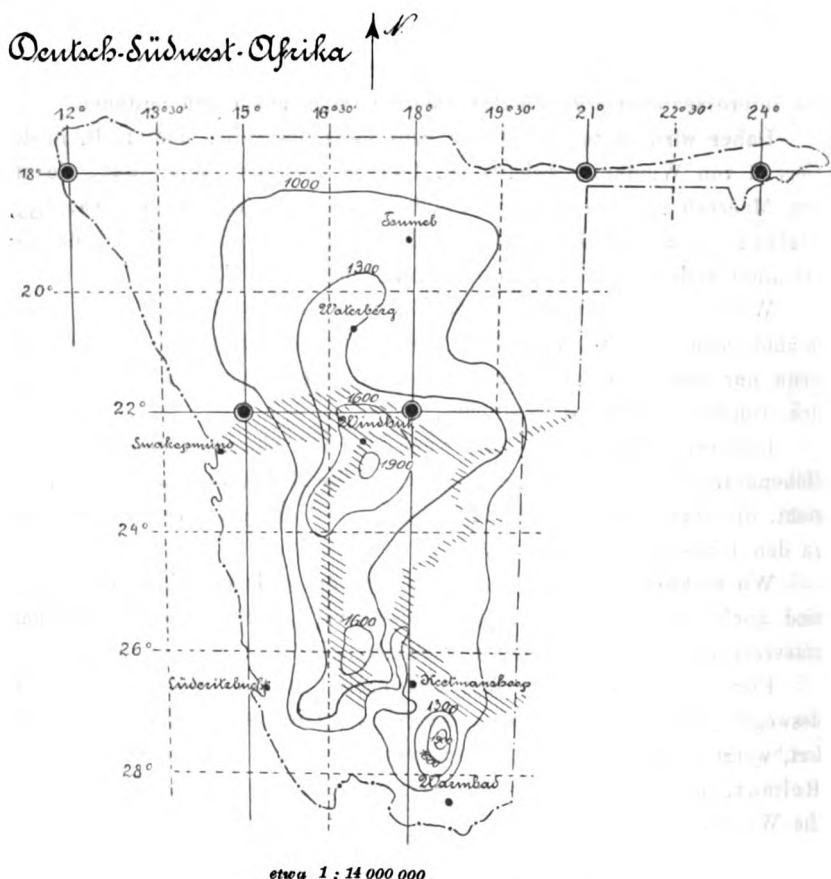 N.
Deutsch-Südwest-Afrika
12° 13°30' 15° 16°30' 18° 19°30' 21° 22°30' 24°
18°
1000
Tsumeb
1300
20°
Waterberg
1600
22°
Windhuk
Swakopmund
1900
24°
1600
26°
Lüderitzbucht
Keetmanshoop
1300
28°
Warmbad
etwa 1 : 14 000 000